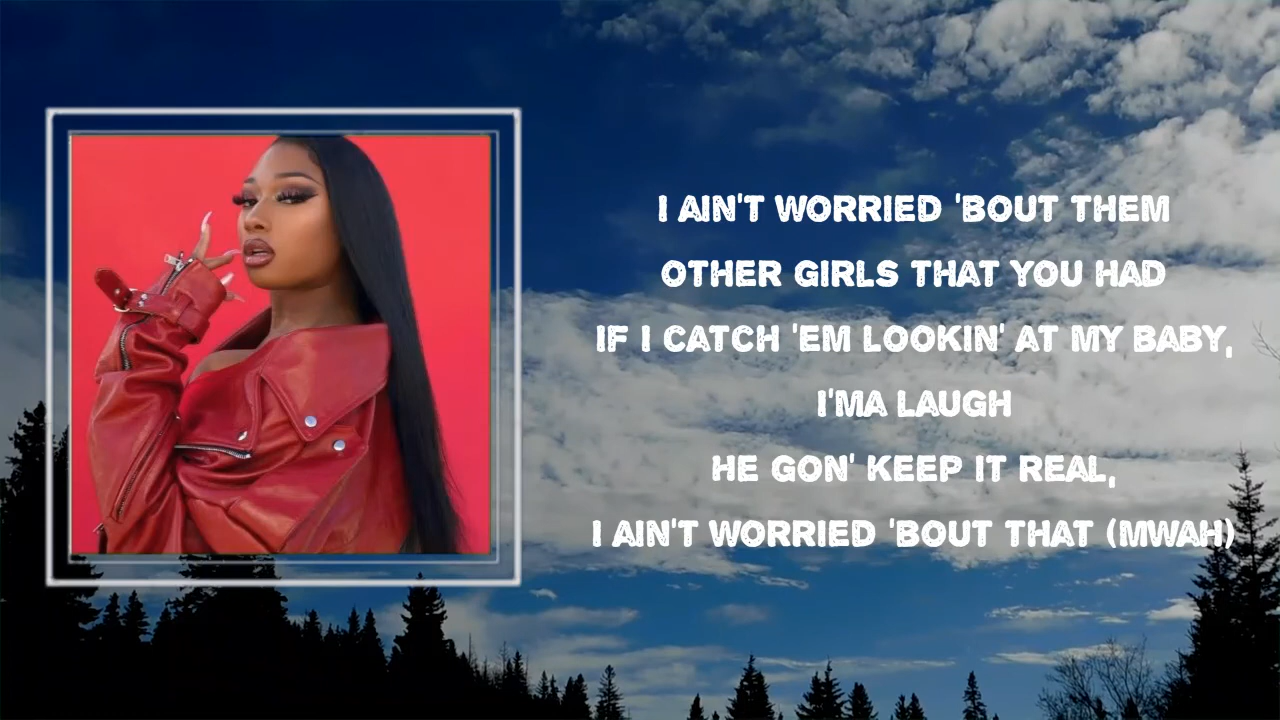 I AIN'T WORRIED 'BOUT THEM
OTHER GIRLS THAT YOU HAD
IF I CATCH 'EM LOOKIN' AT MY BABY,
I'MA LAUGH
HE GON' KEEP IT REAL,
I AIN'T WORRIED 'BOUT THAT (MWAH)